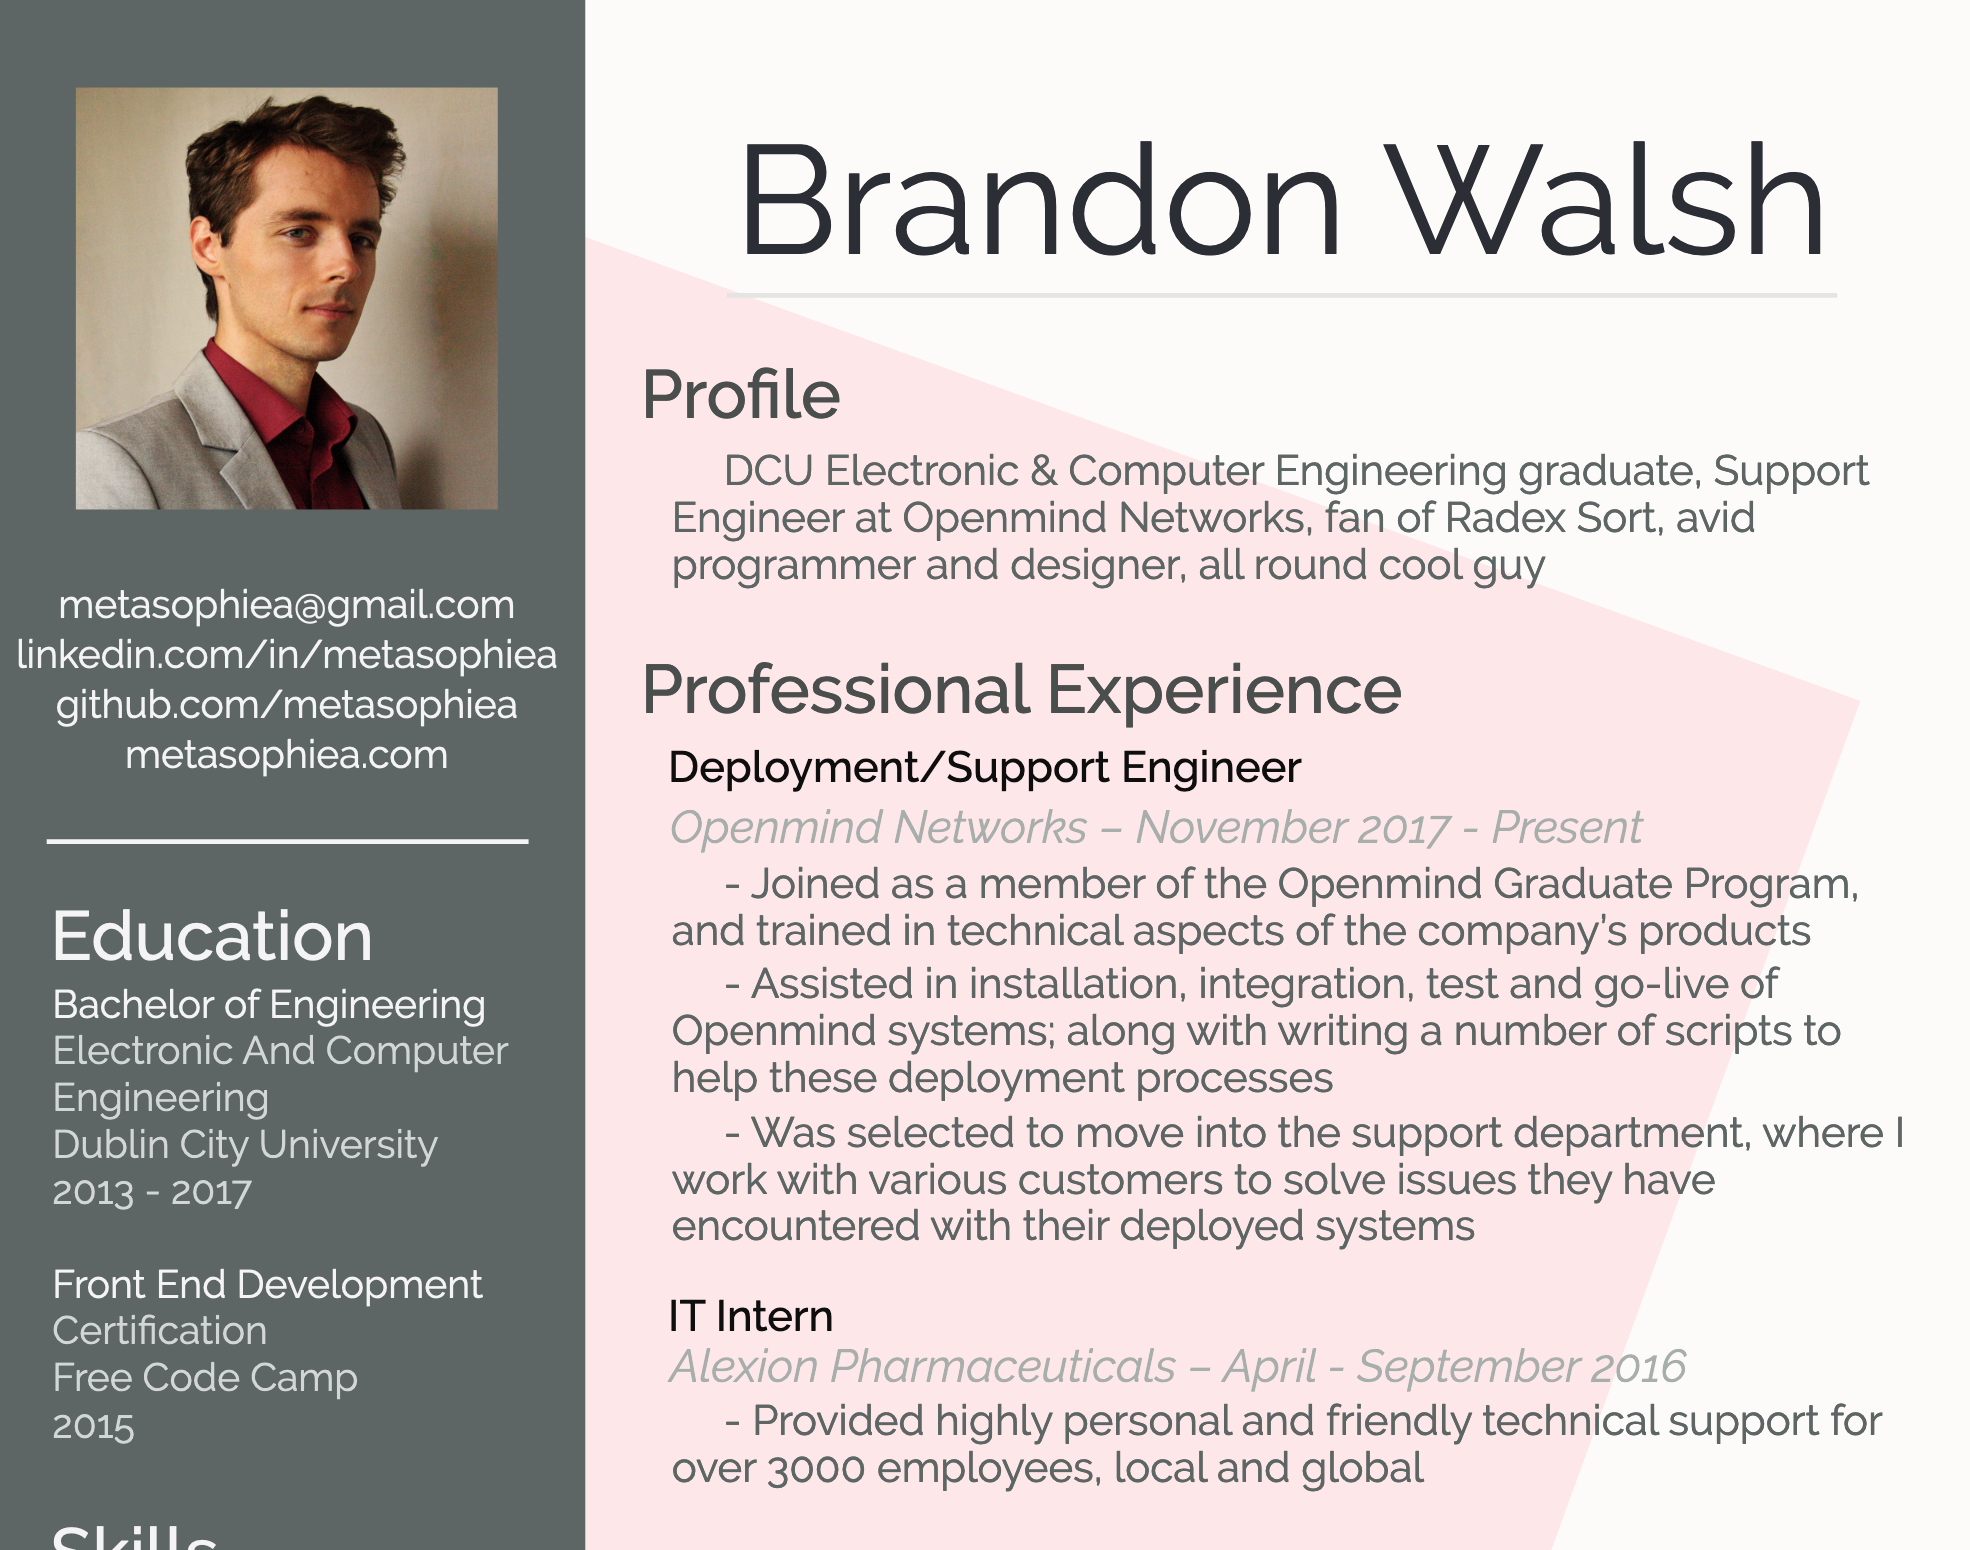 metasophiea@gmail.com
linkedin.com/in/metasophiea
github.com/metasophiea
metasophiea.com
Education
Bachelor of Engineering
Electronic And Computer
Engineering
Dublin City University
2013 - 2017
Front End Development
Certification
Free Code Camp
2015
Skills
Brandon Walsh
Profile
DCU Electronic & Computer Engineering graduate, Support
Engineer at Openmind Networks, fan of Radex Sort, avid
programmer and designer, all round cool guy
Professional Experience
Deployment/Support Engineer
Openmind Networks – November 2017 - Present
- Joined as a member of the Openmind Graduate Program,
and trained in technical aspects of the company's products
- Assisted in installation, integration, test and go-live of
Openmind systems; along with writing a number of scripts to
help these deployment processes
- Was selected to move into the support department, where I
work with various customers to solve issues they have
encountered with their deployed systems
IT Intern
Alexion Pharmaceuticals – April - September 2016
- Provided highly personal and friendly technical support for
over 3000 employees, local and global